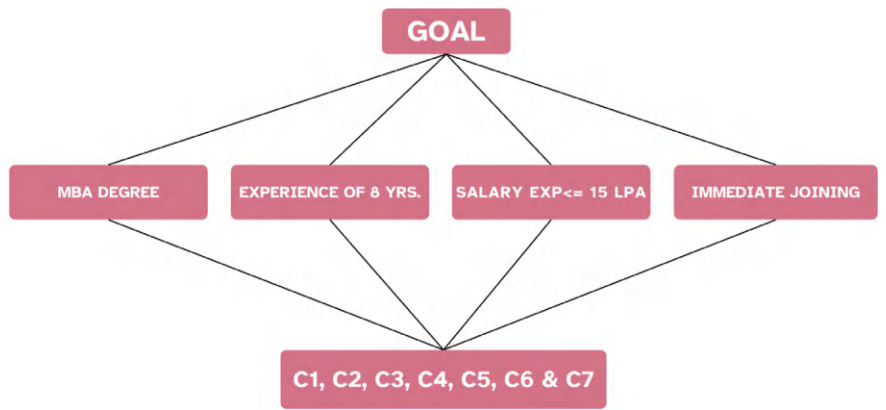 GOAL
MBA DEGREE
EXPERIENCE OF 8 YRS.
SALARY EXP<= 15 LPA
IMMEDIATE JOINING
C1, C2, C3, C4, C5, C6 & C7